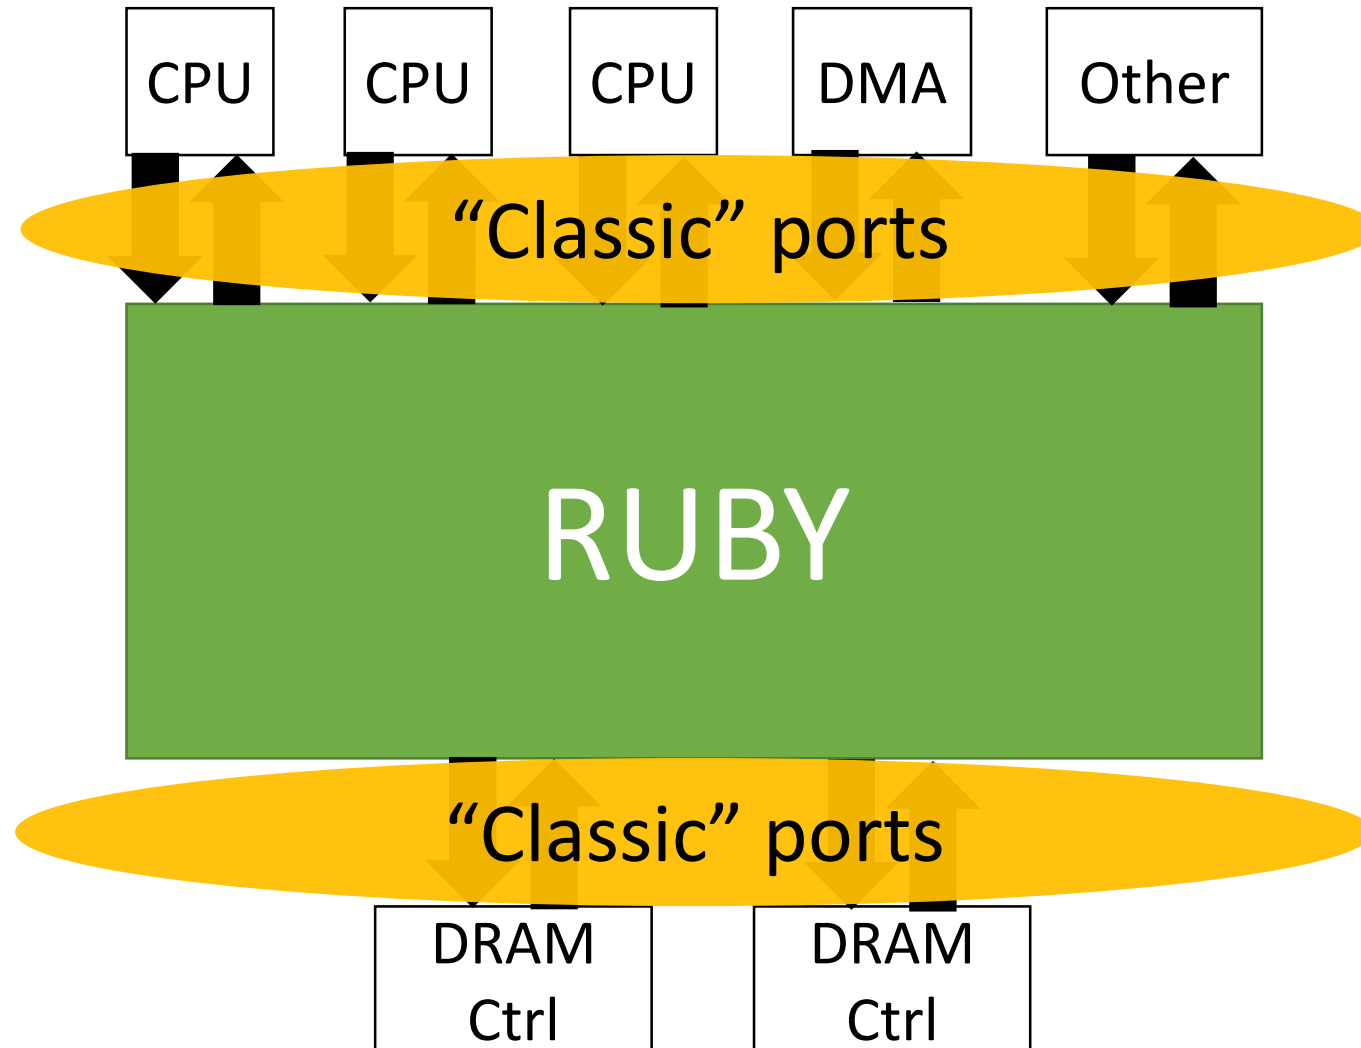 CPU
CPU
CPU
DMA
Other
“Classic” ports
RUBY
“Classic” ports
DRAM
Ctrl
DRAM
Ctrl